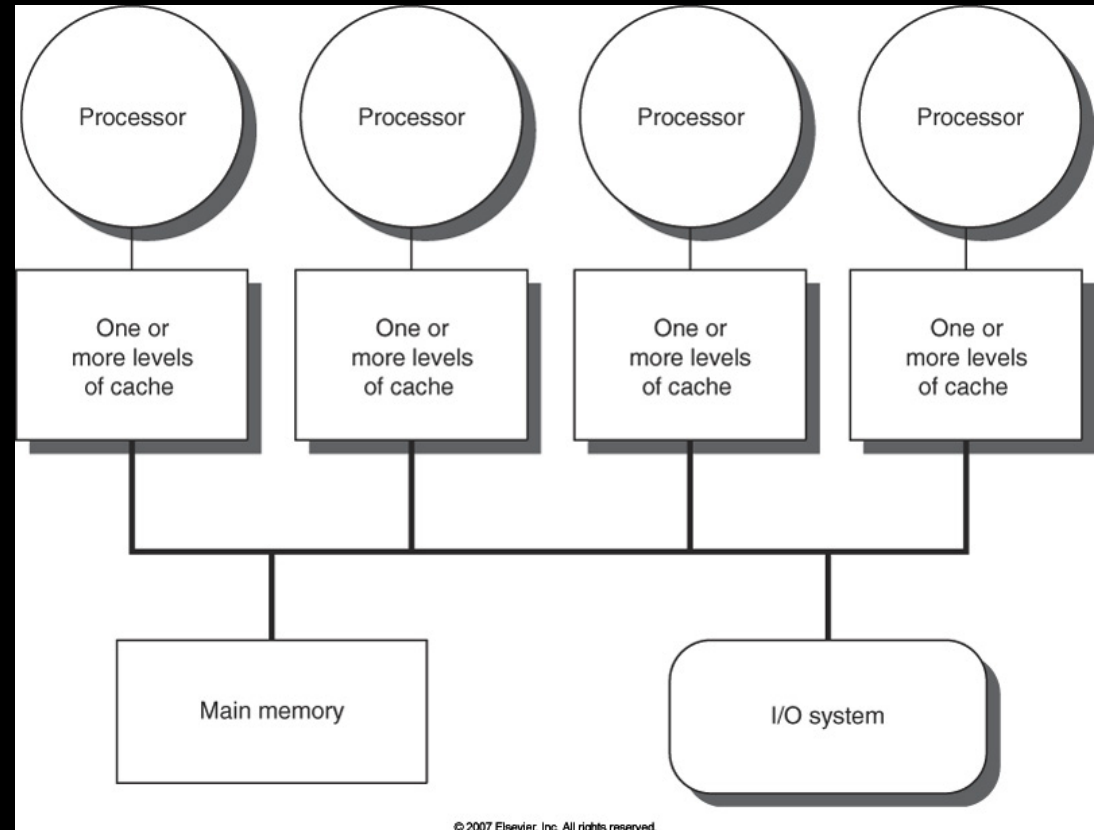 Processor
Processor
Processor
Processor
One or
more levels
of cache
One or
more levels
of cache
One or
more levels
of cache
One or
more levels
of cache
Main memory
I/O system
© 2007 Elsevier, Inc. All rights reserved.